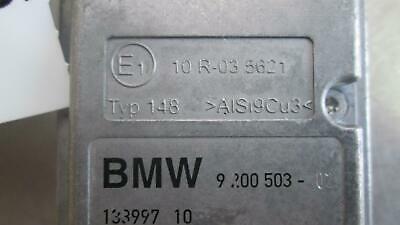 E1 10 R-03 5621
Typ 148 >AlSi9Cu3<
BMW 9 200 503 -
133997 10